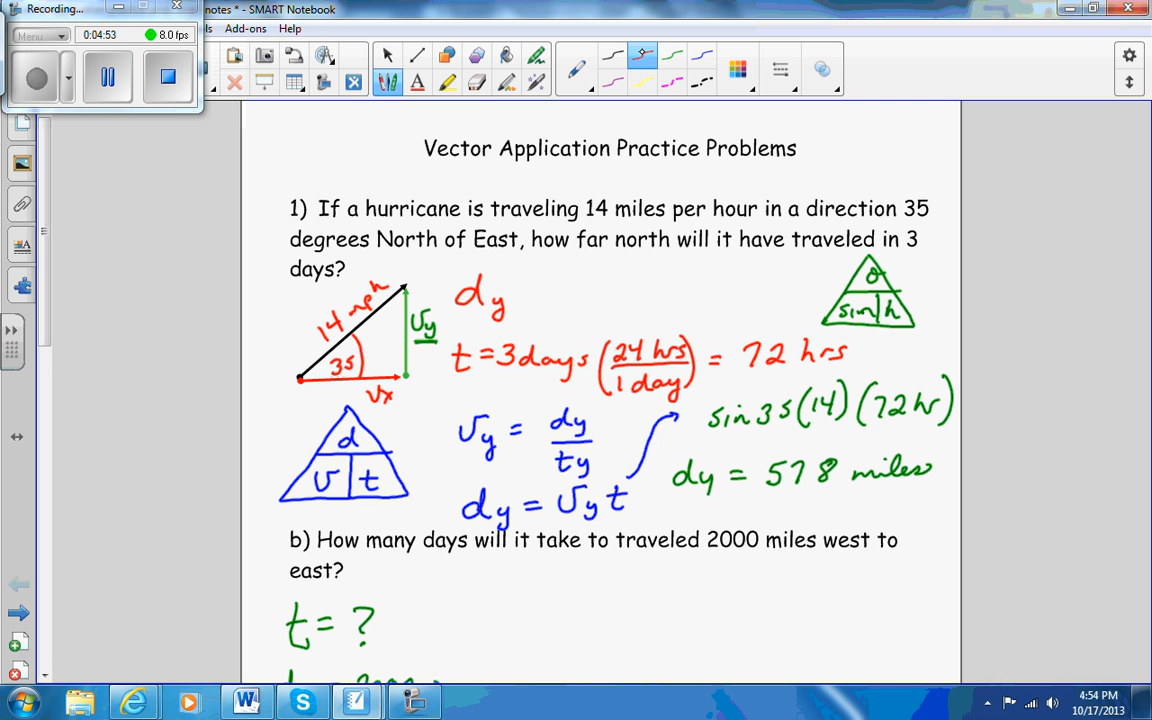 Recording...
notes * - SMART Notebook
Menu
0:04:53
8.0 fps
ls Add-ons Help
Vector Application Practice Problems
1) If a hurricane is traveling 14 miles per hour in a direction 35
degrees North of East, how far north will it have traveled in 3
days?
14 mph
35
vy
vx
dy
θ
sin h
t = 3 days (24 hrs / 1 day) = 72 hrs
sin 35 (14) (72 hr)
vy = dy / ty
d
v t
dy = 578 miles
dy = vy t
b) How many days will it take to traveled 2000 miles west to
east?
t = ?
4:54 PM
10/17/2013